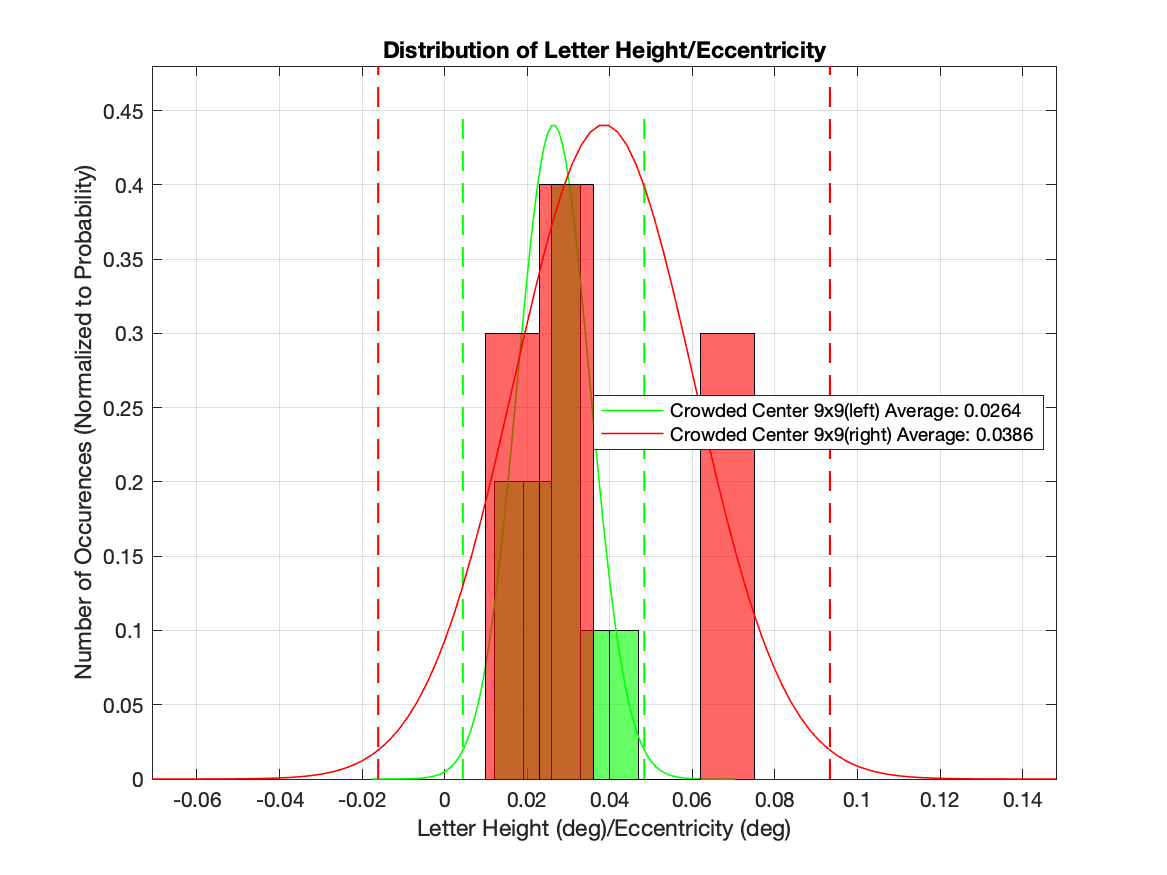 Distribution of Letter Height/Eccentricity
Number of Occurences (Normalized to Probability)
0.45
0.4
0.35
0.3
0.25
0.2
0.15
0.1
0.05
0
Crowded Center 9x9(left) Average: 0.0264
Crowded Center 9x9(right) Average: 0.0386
-0.06 -0.04 -0.02 0 0.02 0.04 0.06 0.08 0.1 0.12 0.14
Letter Height (deg)/Eccentricity (deg)